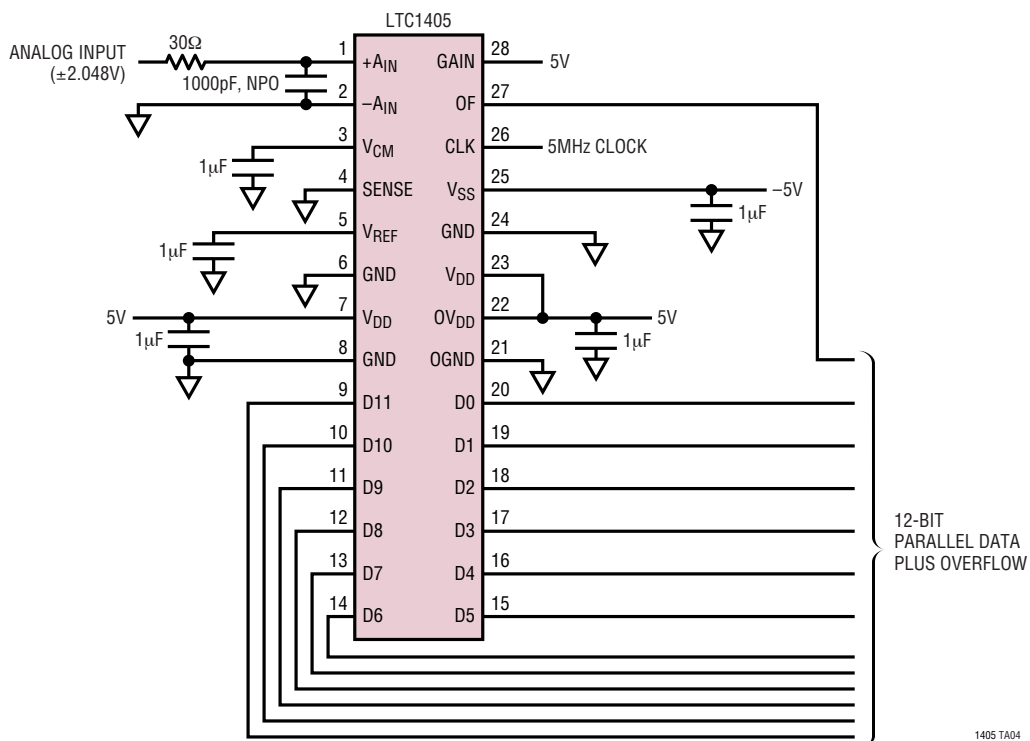 LTC1405
ANALOG INPUT
(±2.048V)
30Ω
1000pF, NPO
1 +AIN
2 –AIN
3 VCM
1µF
4 SENSE
5 VREF
1µF
6 GND
7 VDD
5V
1µF
8 GND
9 D11
10 D10
11 D9
12 D8
13 D7
14 D6
GAIN 28 5V
OF 27
CLK 26 5MHz CLOCK
VSS 25 –5V
1µF
GND 24
VDD 23
OVDD 22 5V
1µF
OGND 21
D0 20
D1 19
D2 18
D3 17
D4 16
D5 15
12-BIT
PARALLEL DATA
PLUS OVERFLOW
1405 TA04